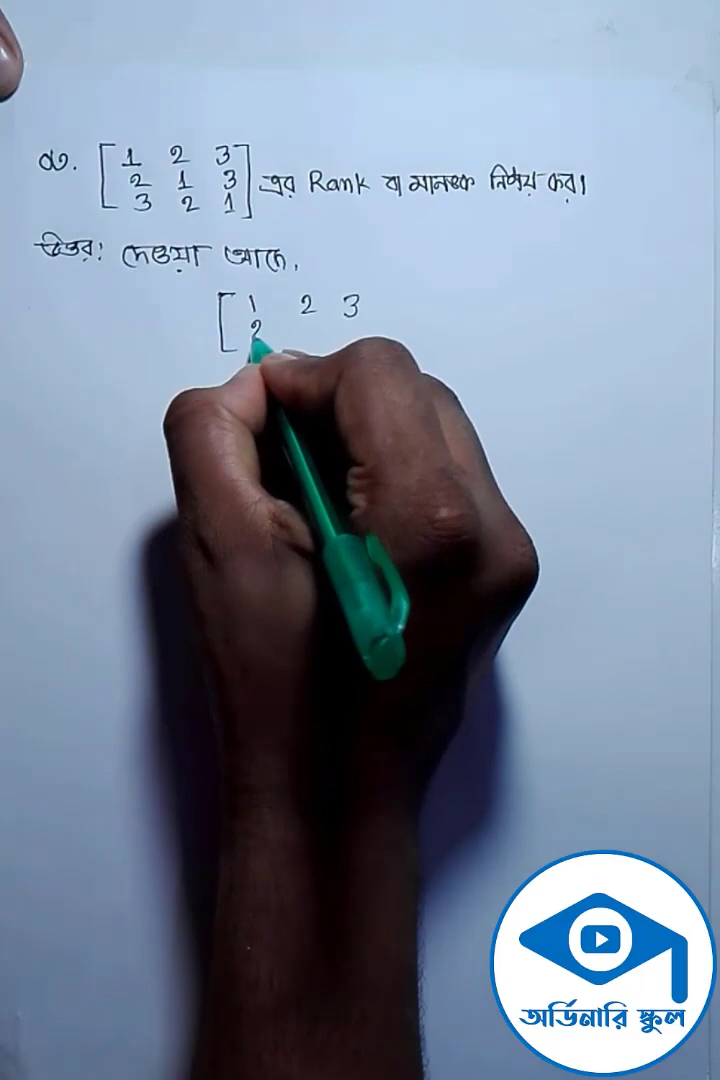 ৩. [1 2 3
2 1 3
3 2 1] এর Rank বা মানাঙ্ক নির্ণয় কর।
উত্তর: দেওয়া আছে,
[1 2 3
2
অর্ডিনারি স্কুল